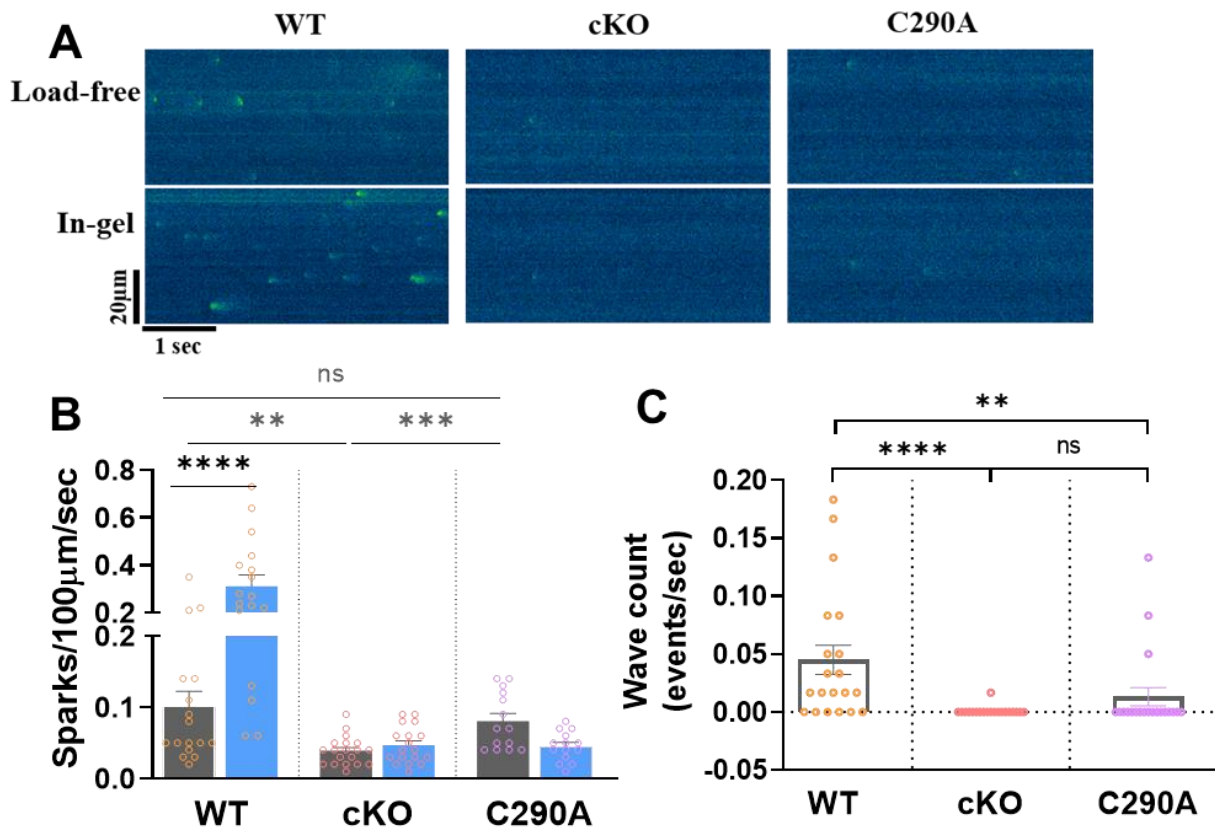 A
WT
cKO
C290A
Load-free
In-gel
20µm
1 sec
B
ns
**
***
****
Sparks/100µm/sec
0.8
0.6
0.4
0.2
0.2
0.1
0.0
WT
cKO
C290A
C
**
****
ns
Wave count
(events/sec)
0.20
0.15
0.10
0.05
0.00
-0.05
WT
cKO
C290A